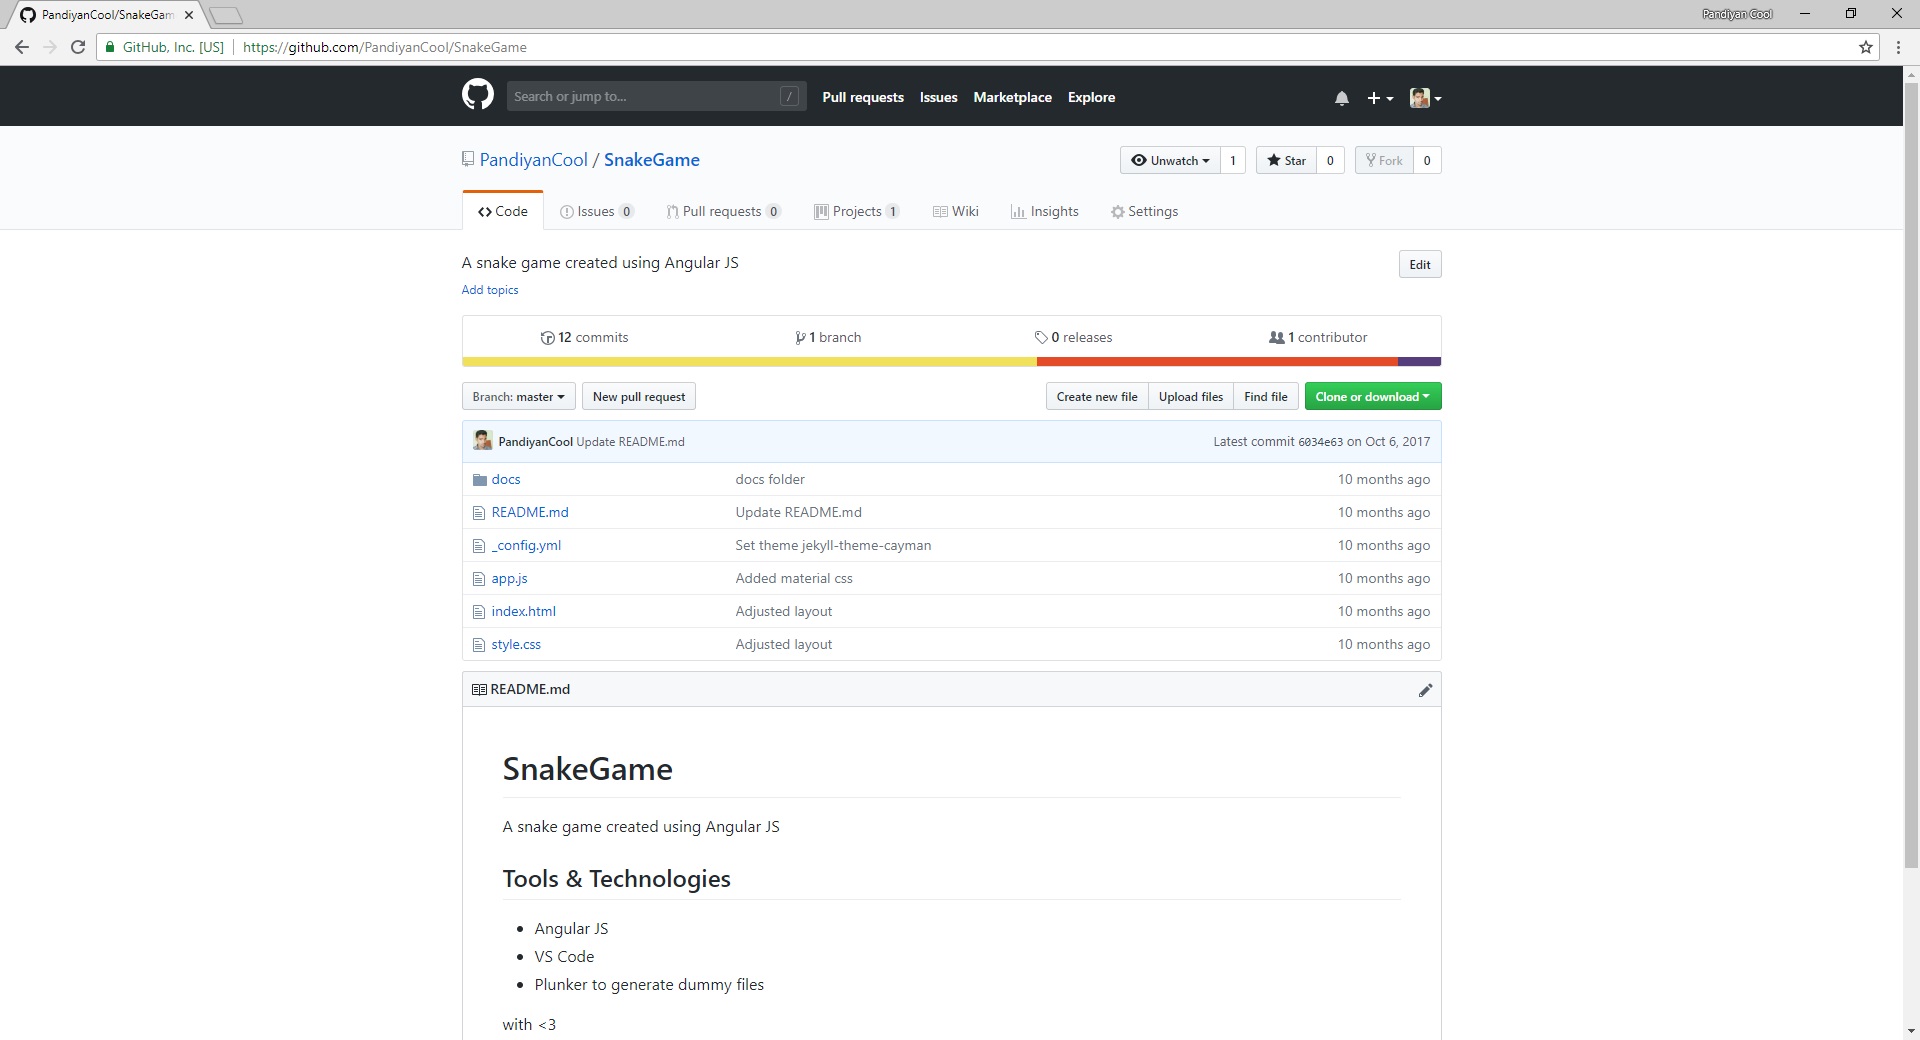 PandiyanCool/SnakeGam
Pandiyan Cool
GitHub, Inc. [US] https://github.com/PandiyanCool/SnakeGame
Search or jump to... / Pull requests Issues Marketplace Explore
PandiyanCool / SnakeGame Unwatch 1 Star 0 Fork 0
Code Issues 0 Pull requests 0 Projects 1 Wiki Insights Settings
A snake game created using Angular JS Edit
Add topics
12 commits 1 branch 0 releases 1 contributor
Branch: master New pull request Create new file Upload files Find file Clone or download
PandiyanCool Update README.md Latest commit 6034e63 on Oct 6, 2017
docs docs folder 10 months ago
README.md Update README.md 10 months ago
_config.yml Set theme jekyll-theme-cayman 10 months ago
app.js Added material css 10 months ago
index.html Adjusted layout 10 months ago
style.css Adjusted layout 10 months ago
README.md
SnakeGame
A snake game created using Angular JS
Tools & Technologies
Angular JS
VS Code
Plunker to generate dummy files
with <3